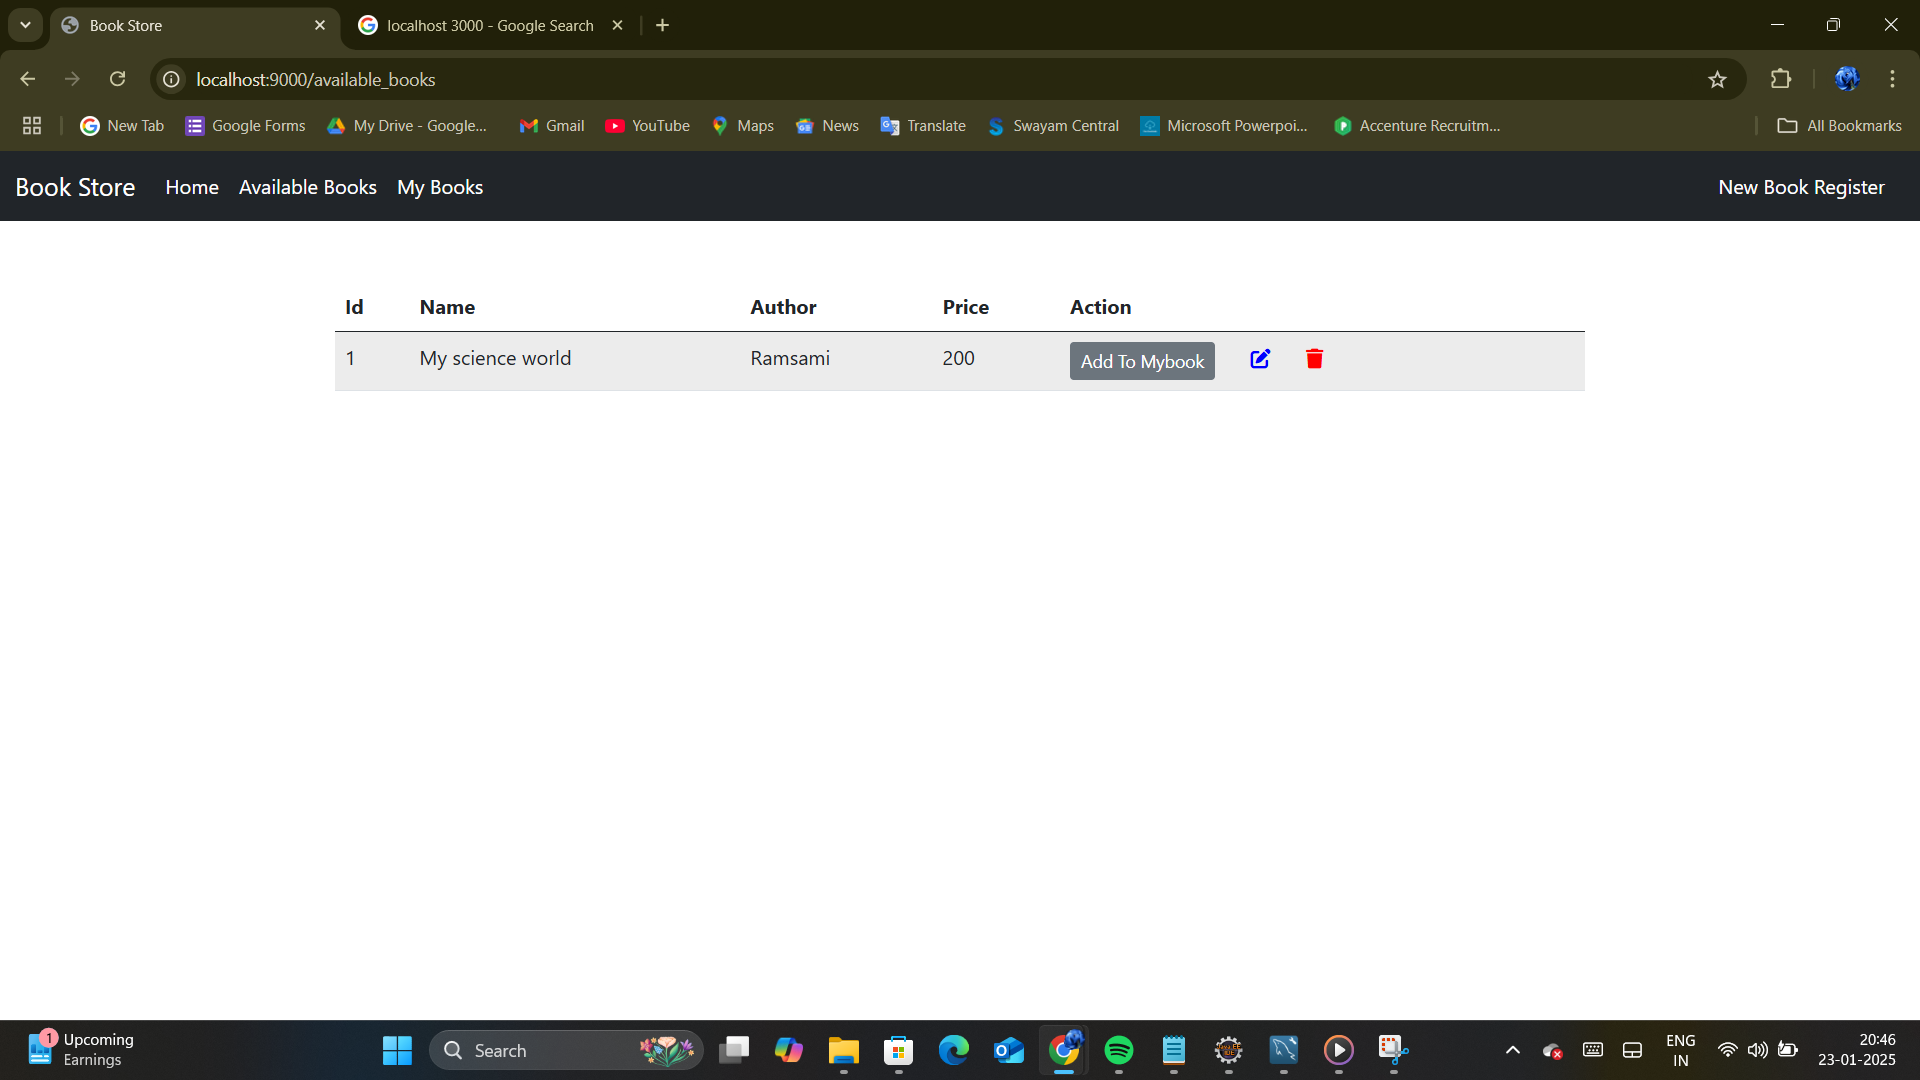 Book Store
localhost 3000 - Google Search
localhost:9000/available_books
New Tab
Google Forms
My Drive - Google...
Gmail
YouTube
Maps
News
Translate
Swayam Central
Microsoft Powerpoi...
Accenture Recruitm...
All Bookmarks
Book Store Home Available Books My Books New Book Register
Id Name Author Price Action
1 My science world Ramsami 200 Add To Mybook
1 Upcoming
Earnings
Search
ENG
IN
20:46
23-01-2025